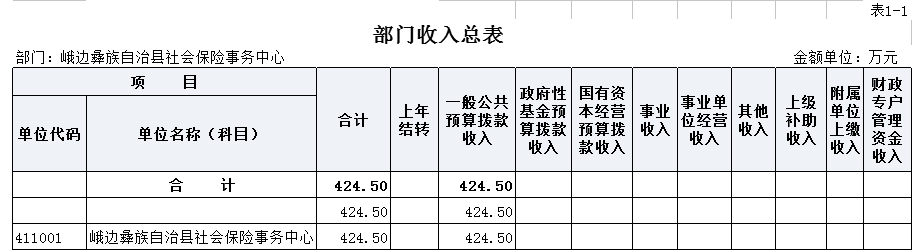 表1-1
部门收入总表
部门：峨边彝族自治县社会保险事务中心 金额单位：万元
项 目 合计 上年结转 一般公共预算拨款收入 政府性基金预算拨款收入 国有资本经营预算拨款收入 事业收入 事业单位经营收入 其他收入 上级补助收入 附属单位上缴收入 财政专户管理资金收入
单位代码 单位名称（科目）
合 计 424.50 424.50
424.50 424.50
411001 峨边彝族自治县社会保险事务中心 424.50 424.50